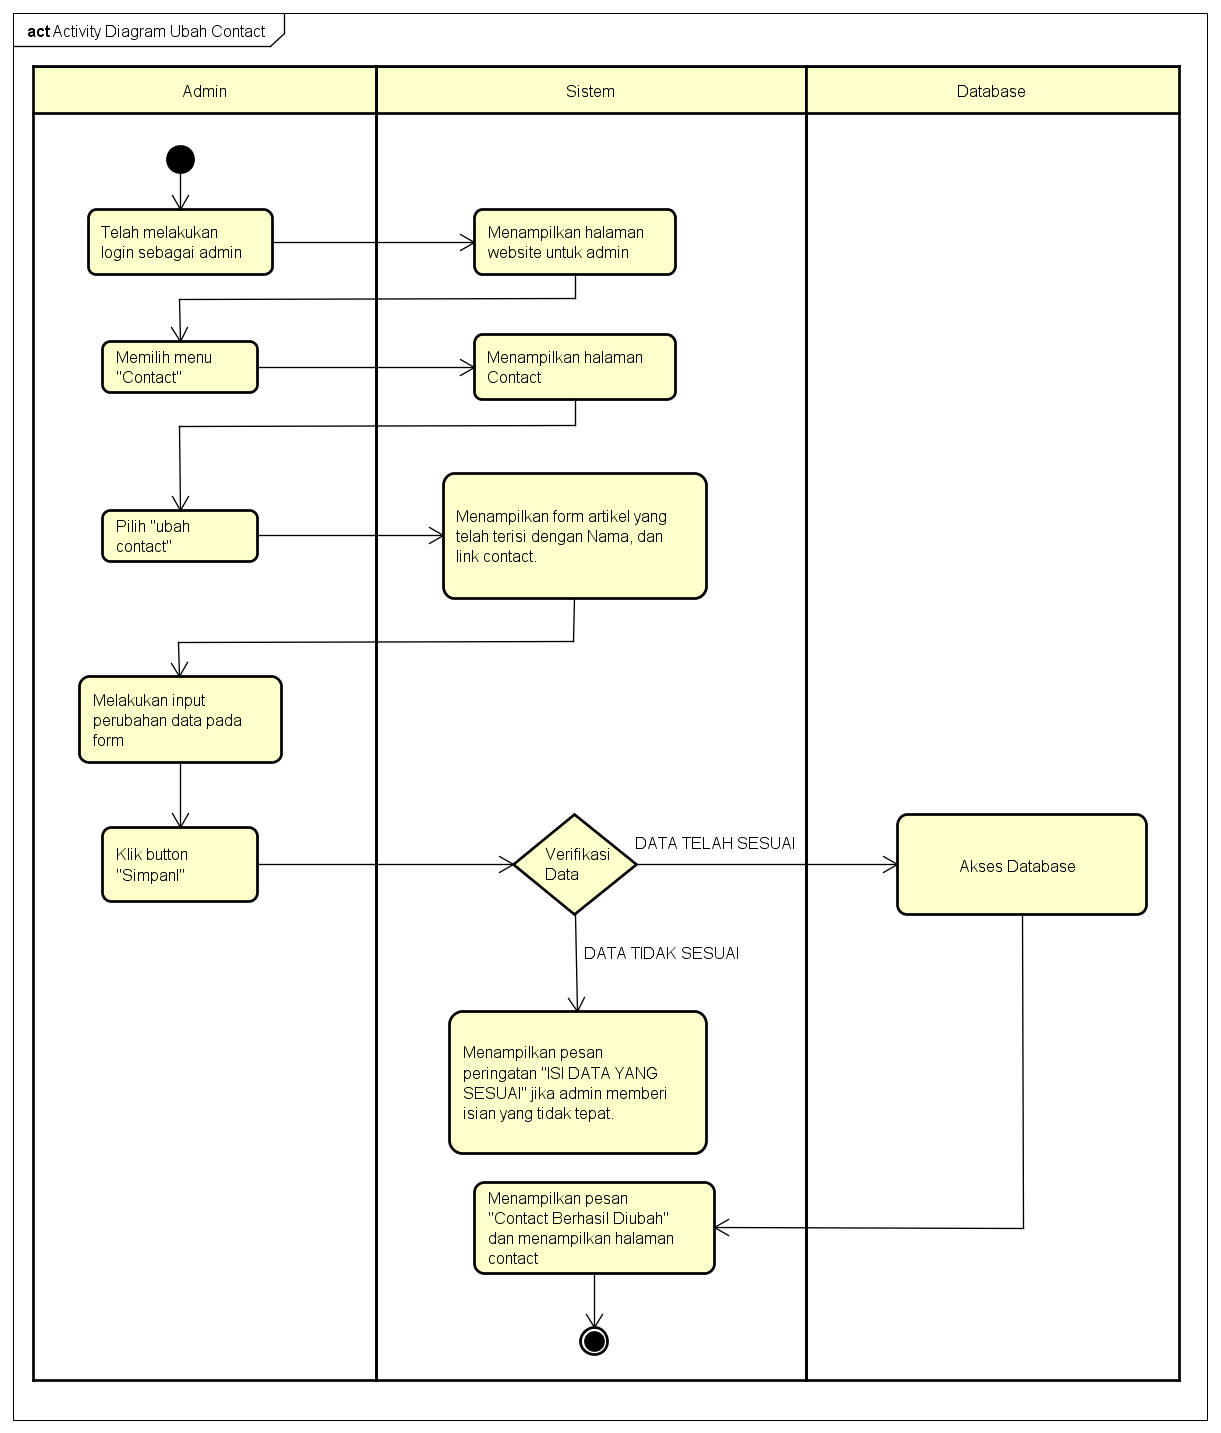 act Activity Diagram Ubah Contact
Admin
Sistem
Database
Telah melakukan
login sebagai admin
Menampilkan halaman
website untuk admin
Memilih menu
"Contact"
Menampilkan halaman
Contact
Pilih "ubah
contact"
Menampilkan form artikel yang
telah terisi dengan Nama, dan
link contact.
Melakukan input
perubahan data pada
form
Klik button
"Simpanl"
Verifikasi
Data
DATA TELAH SESUAI
Akses Database
DATA TIDAK SESUAI
Menampilkan pesan
peringatan "ISI DATA YANG
SESUAI" jika admin memberi
isian yang tidak tepat.
Menampilkan pesan
"Contact Berhasil Diubah"
dan menampilkan halaman
contact